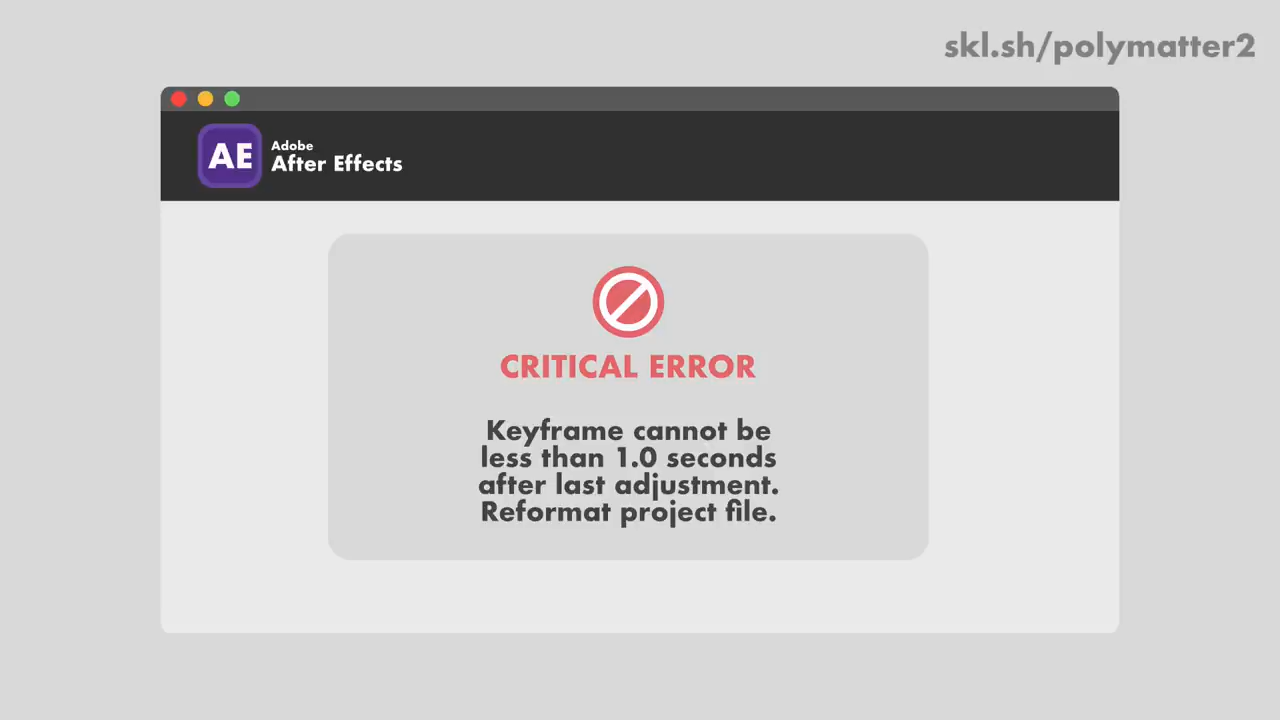 skl.sh/polymatter2
AE
Adobe
After Effects
CRITICAL ERROR
Keyframe cannot be
less than 1.0 seconds
after last adjustment.
Reformat project file.